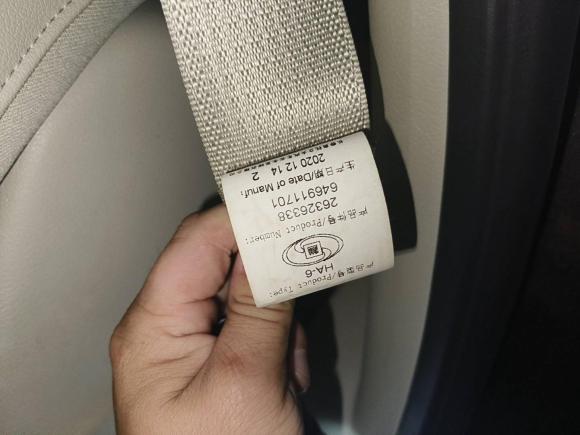 产品型号/Product Type:
HA-6
产品件号/Product Number:
26326338
646911701
生产日期/Date of Manuf:
2020 12 14 2